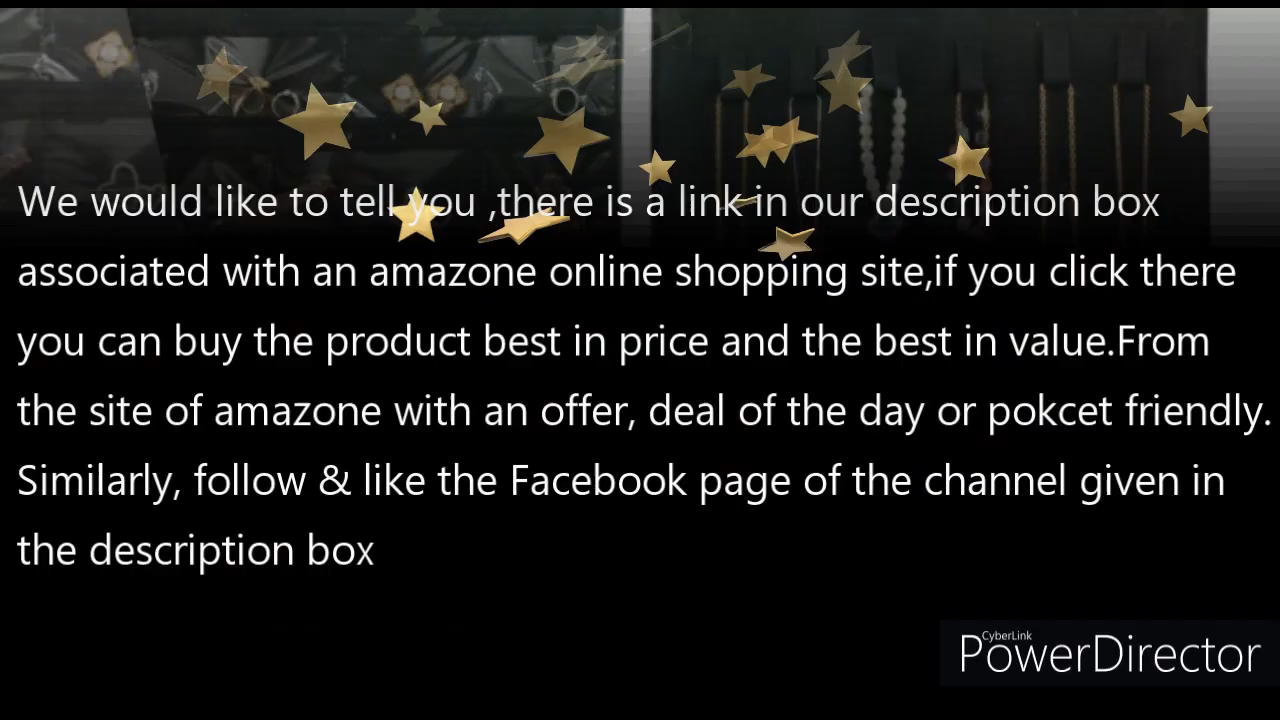 We would like to tell you ,there is a link in our description box
associated with an amazone online shopping site,if you click there
you can buy the product best in price and the best in value.From
the site of amazone with an offer, deal of the day or pokcet friendly.
Similarly, follow & like the Facebook page of the channel given in
the description box
CyberLink
PowerDirector